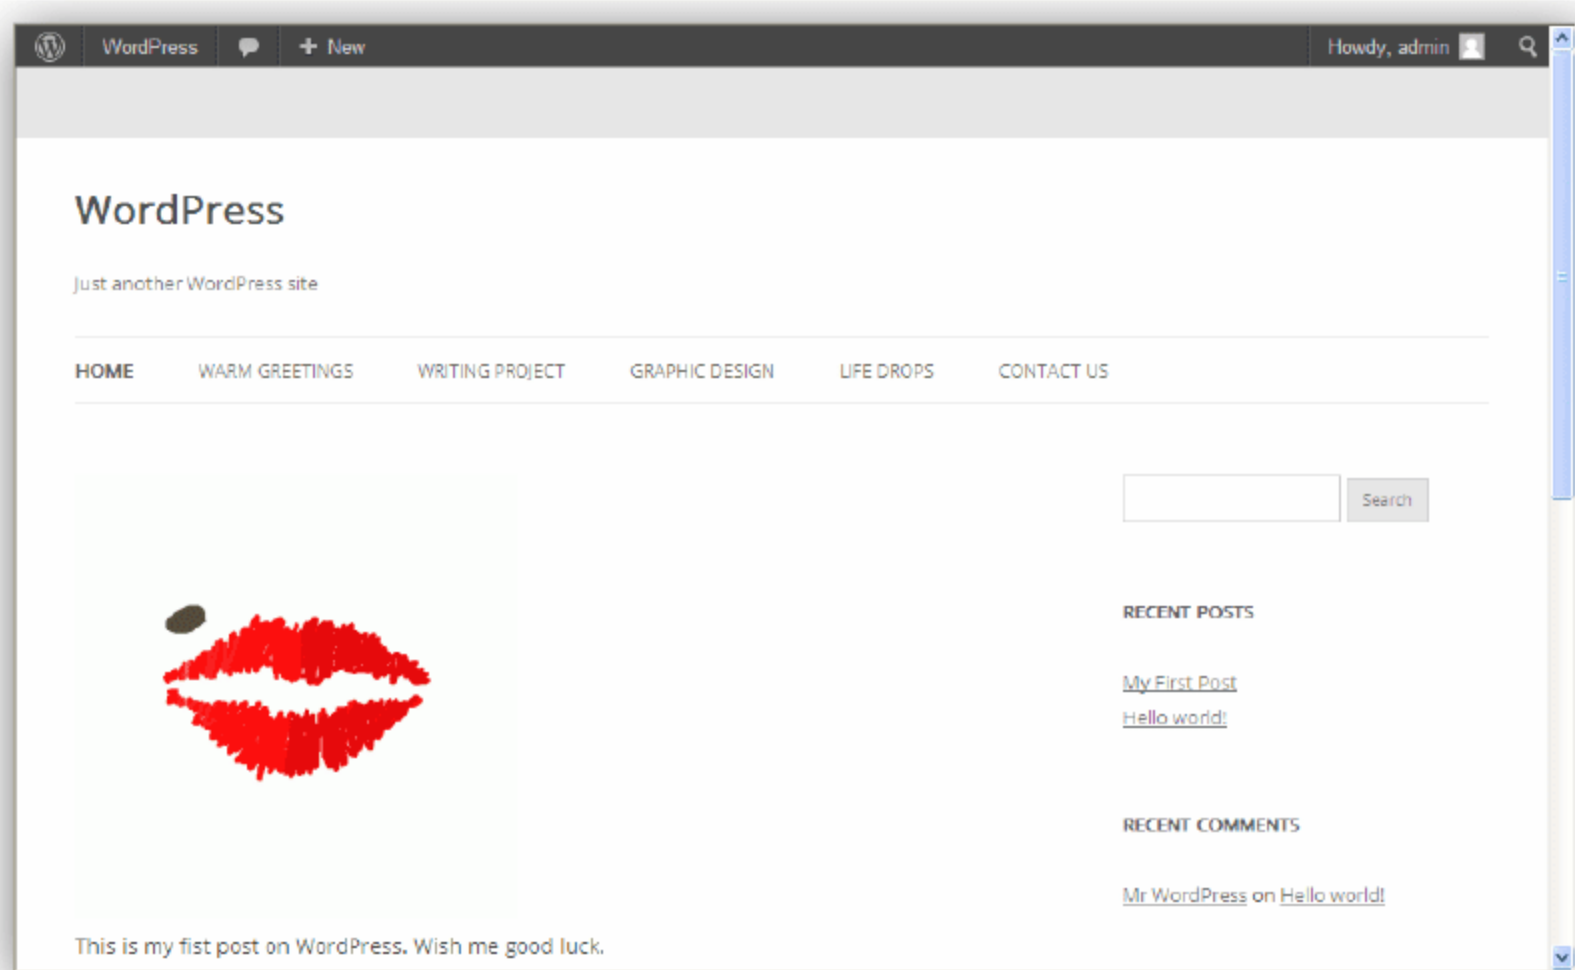 WordPress New Howdy, admin
WordPress
Just another WordPress site
HOME WARM GREETINGS WRITING PROJECT GRAPHIC DESIGN LIFE DROPS CONTACT US
Search
RECENT POSTS
My First Post
Hello world!
RECENT COMMENTS
Mr WordPress on Hello world!
This is my fist post on WordPress. Wish me good luck.